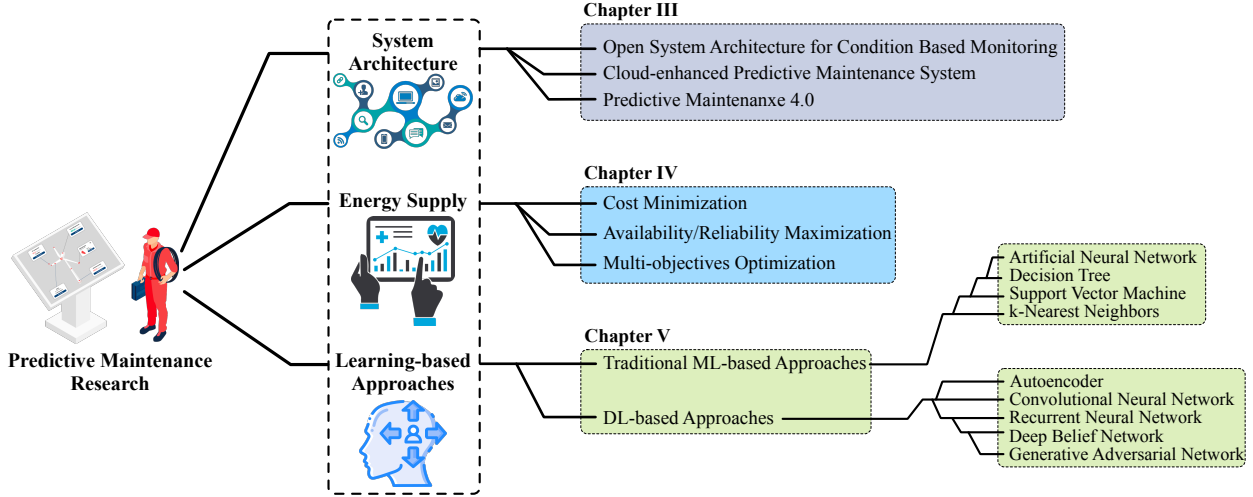 Predictive Maintenance
Research
System
Architecture
Energy Supply
Learning-based
Approaches
Chapter III
Open System Architecture for Condition Based Monitoring
Cloud-enhanced Predictive Maintenance System
Predictive Maintenanxe 4.0
Chapter IV
Cost Minimization
Availability/Reliability Maximization
Multi-objectives Optimization
Chapter V
Traditional ML-based Approaches
DL-based Approaches
Artificial Neural Network
Decision Tree
Support Vector Machine
k-Nearest Neighbors
Autoencoder
Convolutional Neural Network
Recurrent Neural Network
Deep Belief Network
Generative Adversarial Network